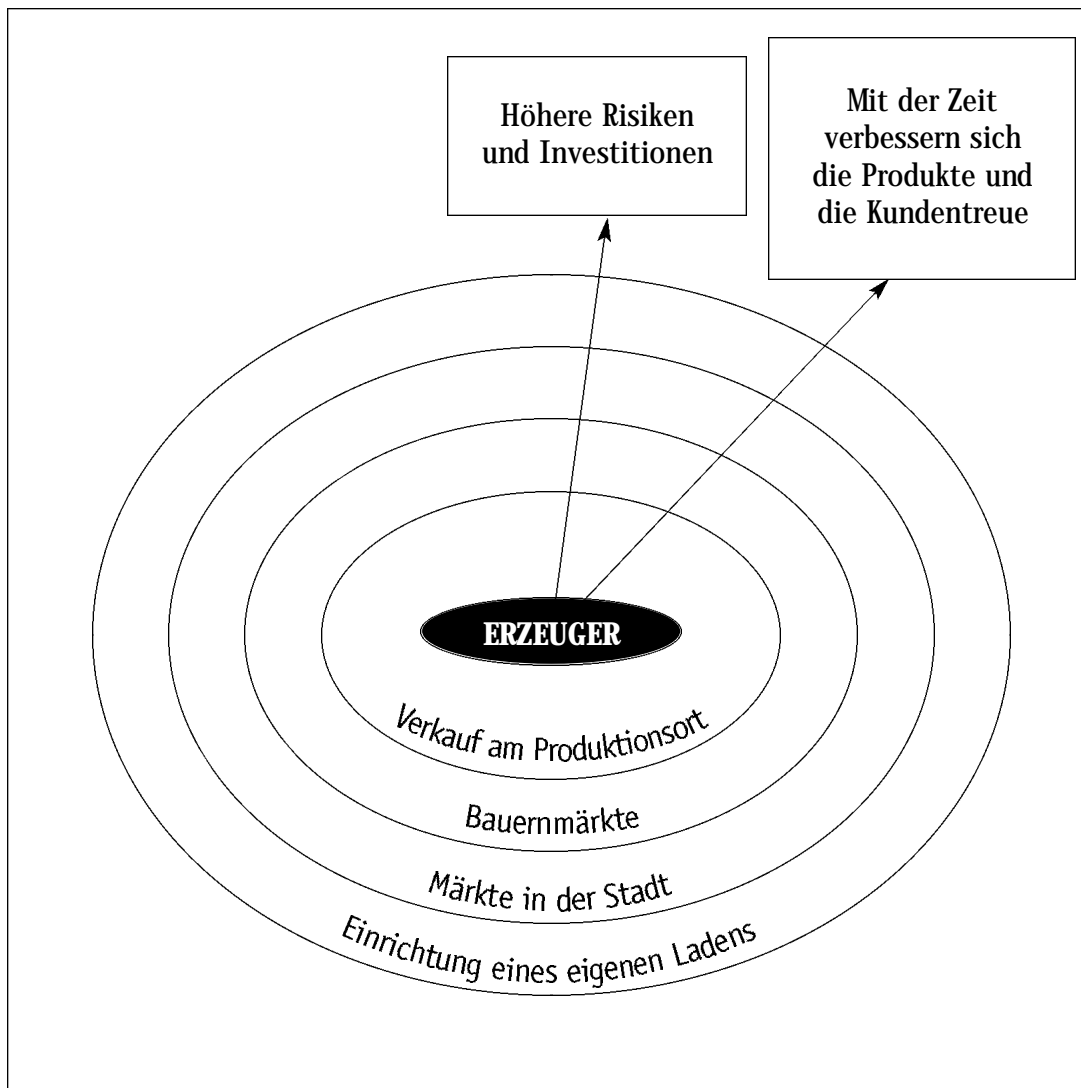 Höhere Risiken
und Investitionen
Mit der Zeit
verbessern sich
die Produkte und
die Kundentreue
ERZEUGER
Verkauf am Produktionsort
Bauernmärkte
Märkte in der Stadt
Einrichtung eines eigenen Ladens